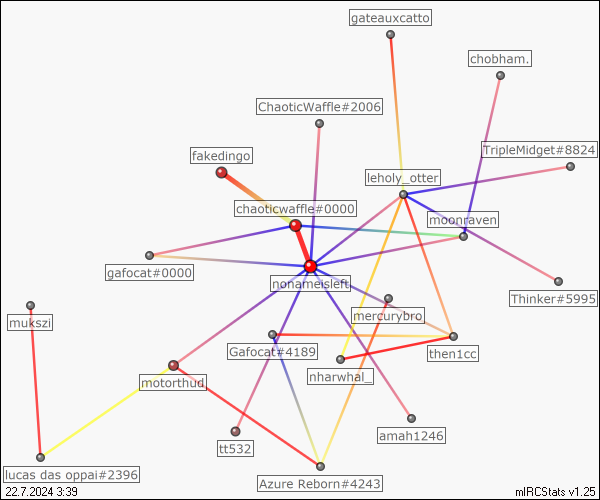 gateauxcatto
chobham.
ChaoticWaffle#2006
fakedingo
TripleMidget#8824
leholy_otter
chaoticwaffle#0000
moonraven
gafocat#0000
nonameisleft
Thinker#5995
mukszi
mercurybro
Gafocat#4189
then1cc
motorthud
nharwhal_
amah1246
tt532
lucas das oppai#2396
Azure Reborn#4243
22.7.2024 3:39
mIRCStats v1.25